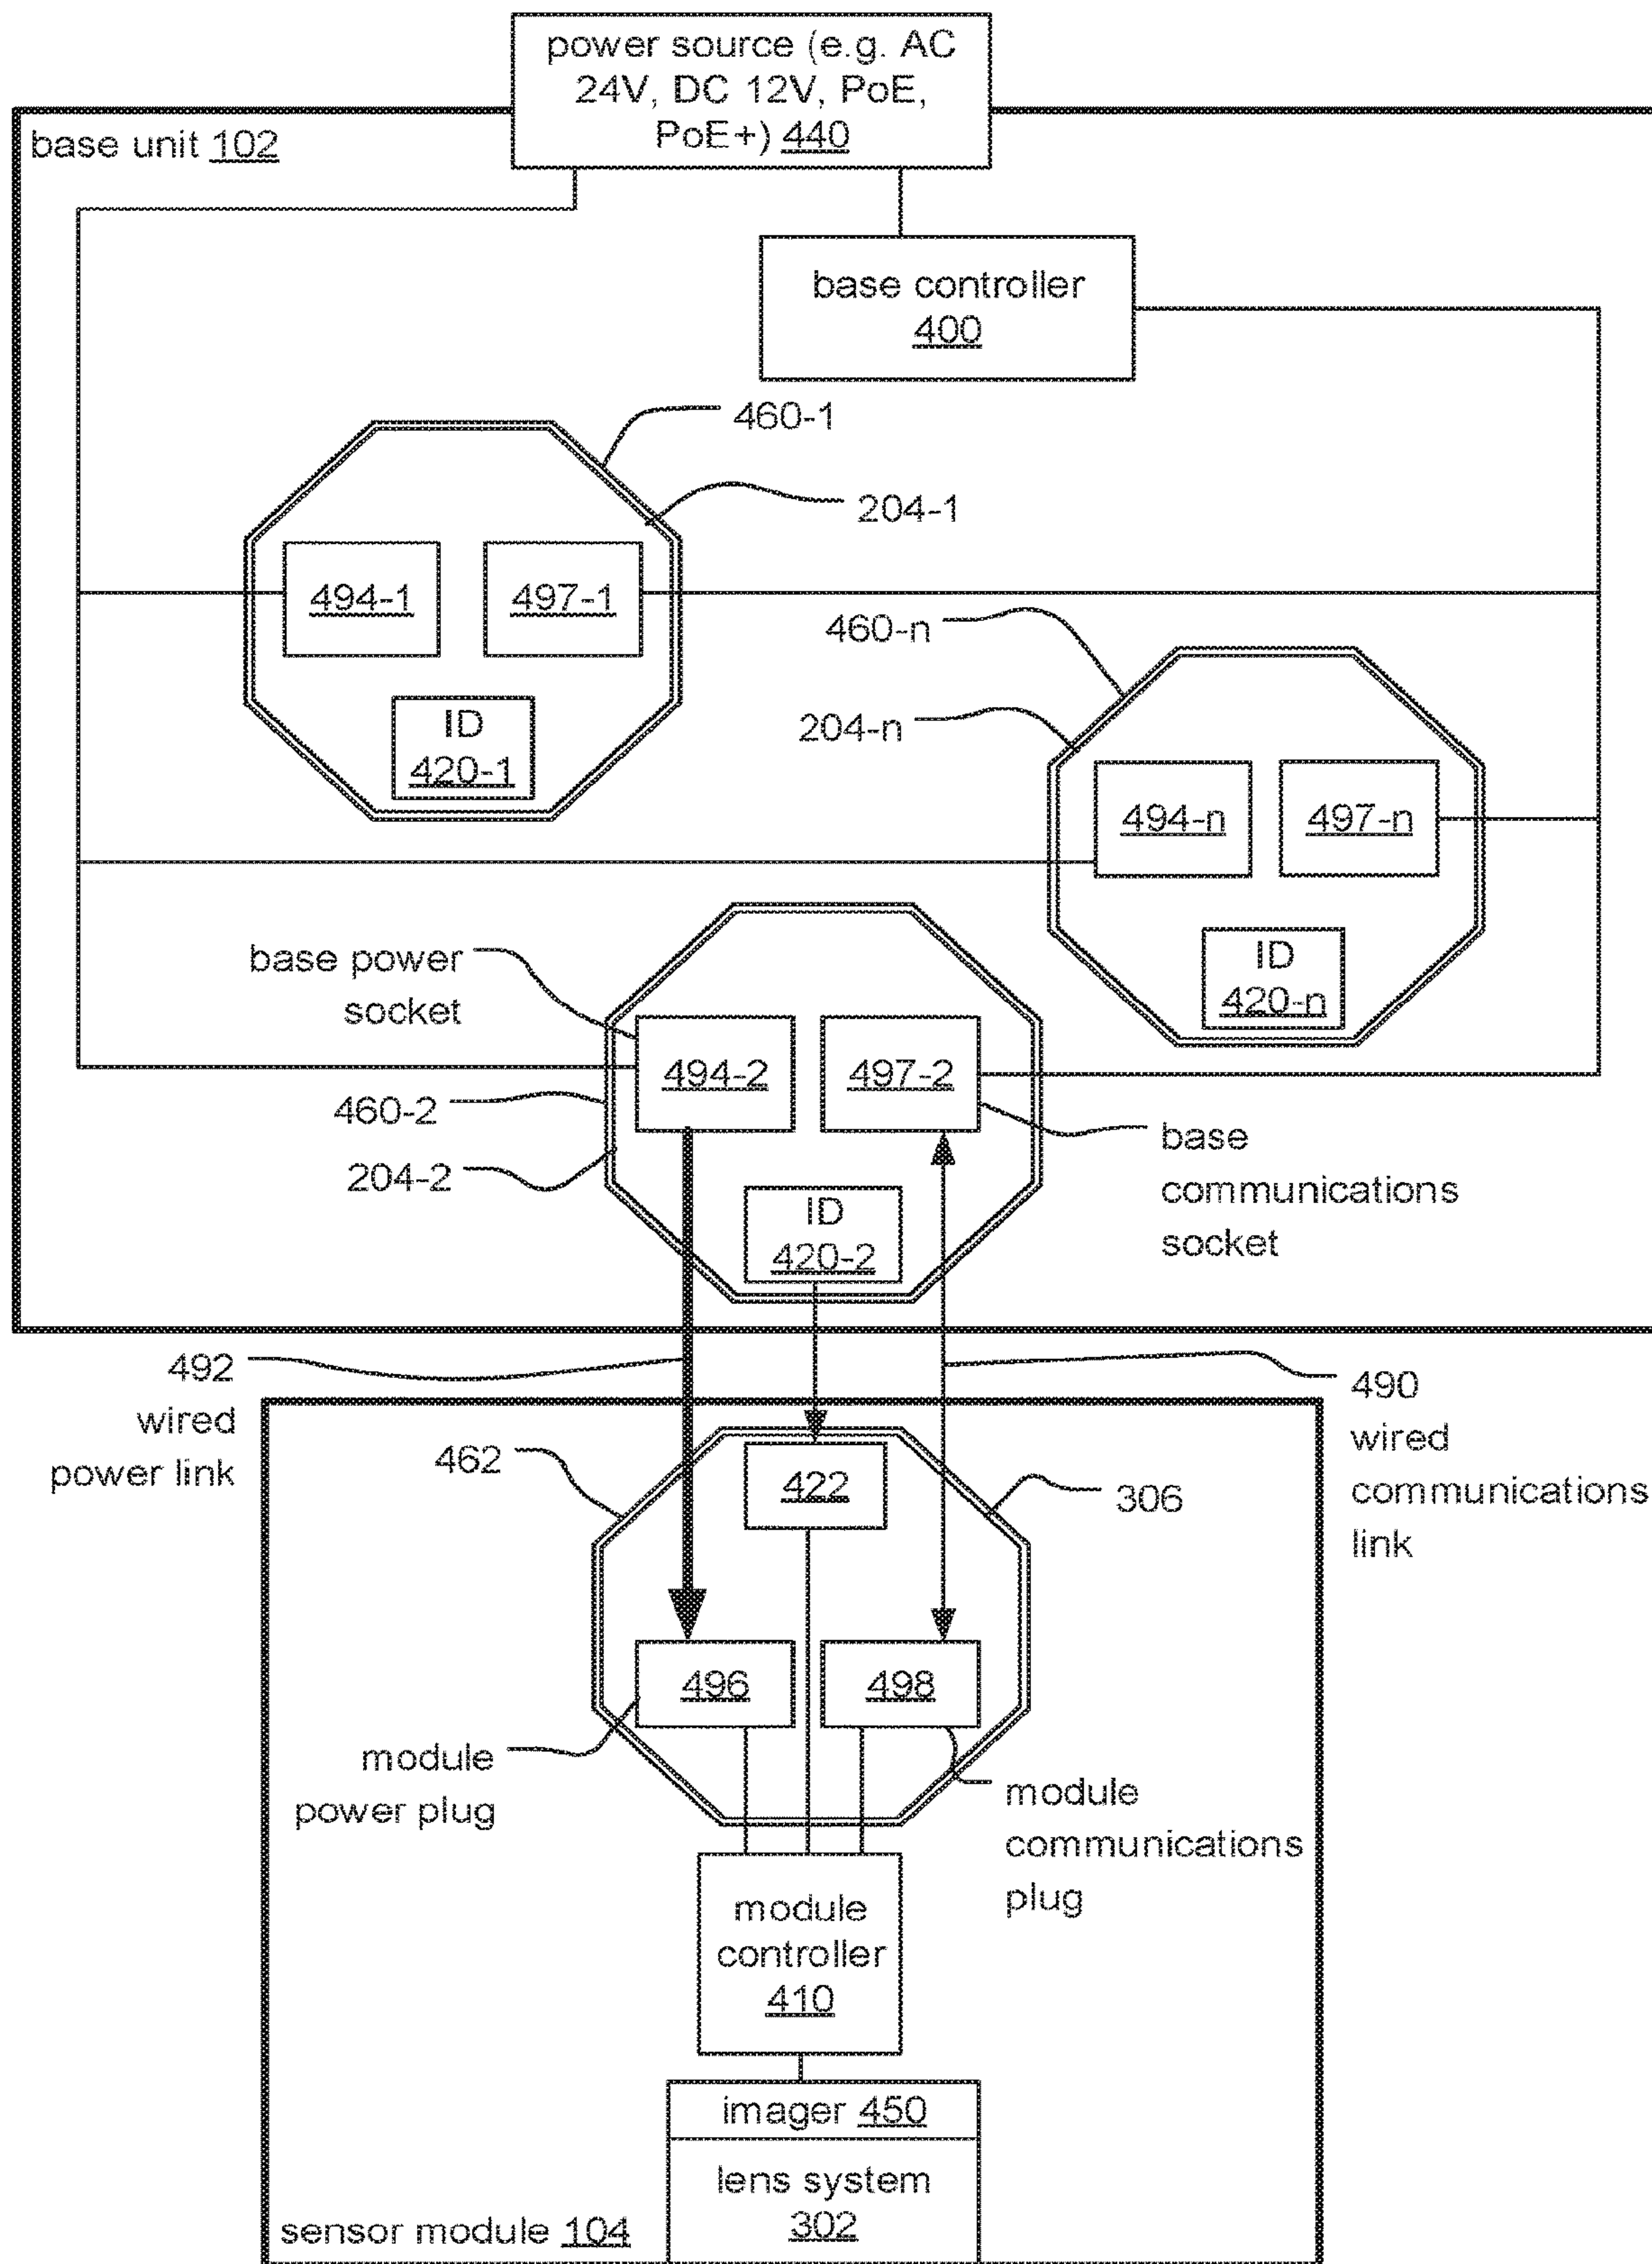 power source (e.g. AC
24V, DC 12V, PoE,
PoE+) 440
base unit 102
base controller
400
460-1
204-1
494-1
497-1
ID
420-1
460-n
204-n
494-n
497-n
ID
420-n
base power
socket
494-2
497-2
460-2
204-2
ID
420-2
base
communications
socket
492
wired
power link
490
wired
communications
link
462
422
306
496
498
module
power plug
module
communications
plug
module
controller
410
imager 450
lens system
302
sensor module 104